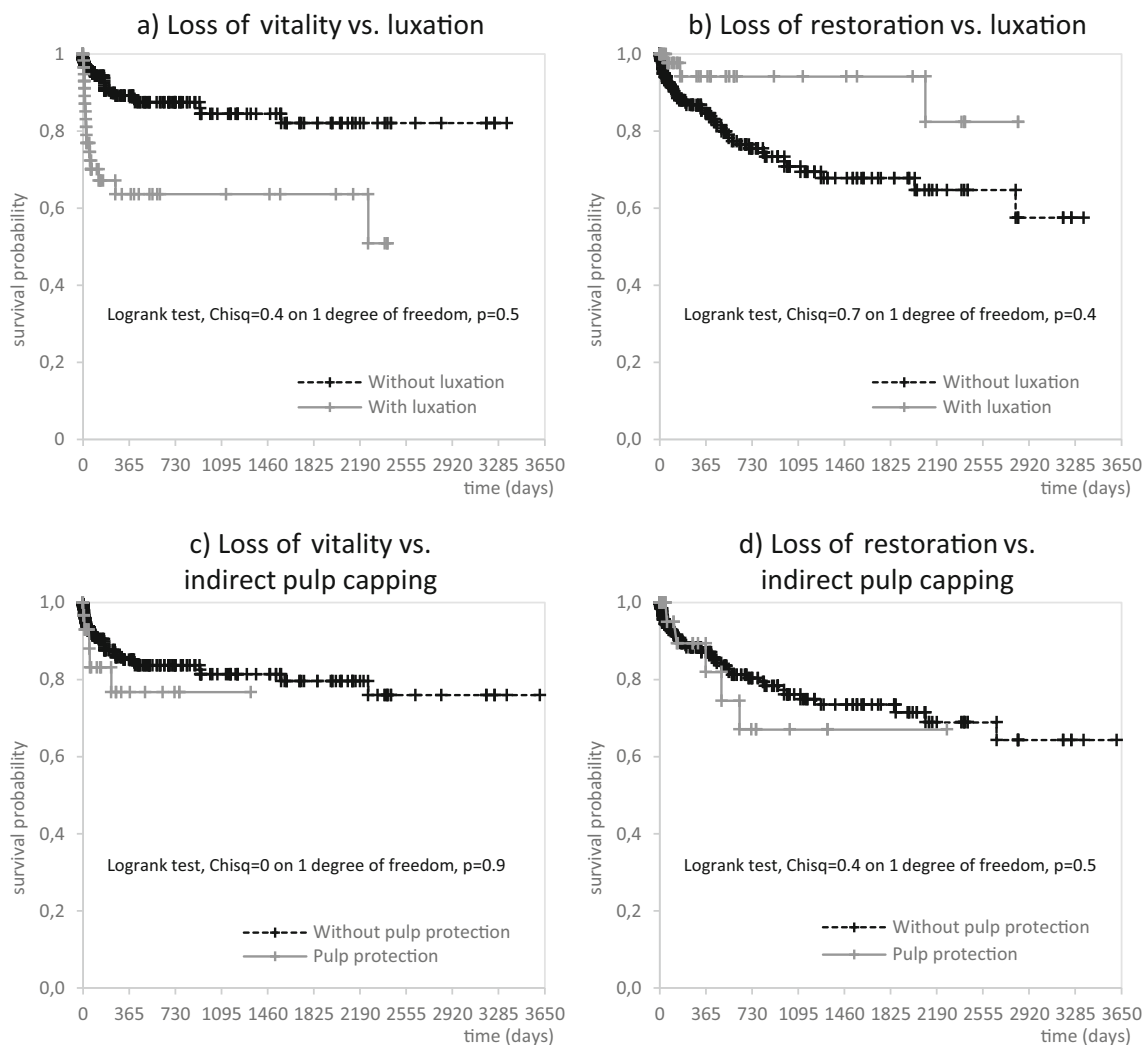 a) Loss of vitality vs. luxation
survival probability
1
0,8
0,6
0,4
0,2
0
Logrank test, Chisq=0.4 on 1 degree of freedom, p=0.5
Without luxation
With luxation
0 365 730 1095 1460 1825 2190 2555 2920 3285 3650
time (days)
b) Loss of restoration vs. luxation
survival probability
1,0
0,8
0,6
0,4
0,2
0,0
Logrank test, Chisq=0.7 on 1 degree of freedom, p=0.4
Without luxation
With luxation
0 365 730 1095 1460 1825 2190 2555 2920 3285 3650
time (days)
c) Loss of vitality vs.
indirect pulp capping
survival probability
1,0
0,8
0,6
0,4
0,2
0,0
Logrank test, Chisq=0 on 1 degree of freedom, p=0.9
Without pulp protection
Pulp protection
0 365 730 1095 1460 1825 2190 2555 2920 3285 3650
time (days)
d) Loss of restoration vs.
indirect pulp capping
survival probability
1,0
0,8
0,6
0,4
0,2
0,0
Logrank test, Chisq=0.4 on 1 degree of freedom, p=0.5
Without pulp protection
Pulp protection
0 365 730 1095 1460 1825 2190 2555 2920 3285 3650
time (days)